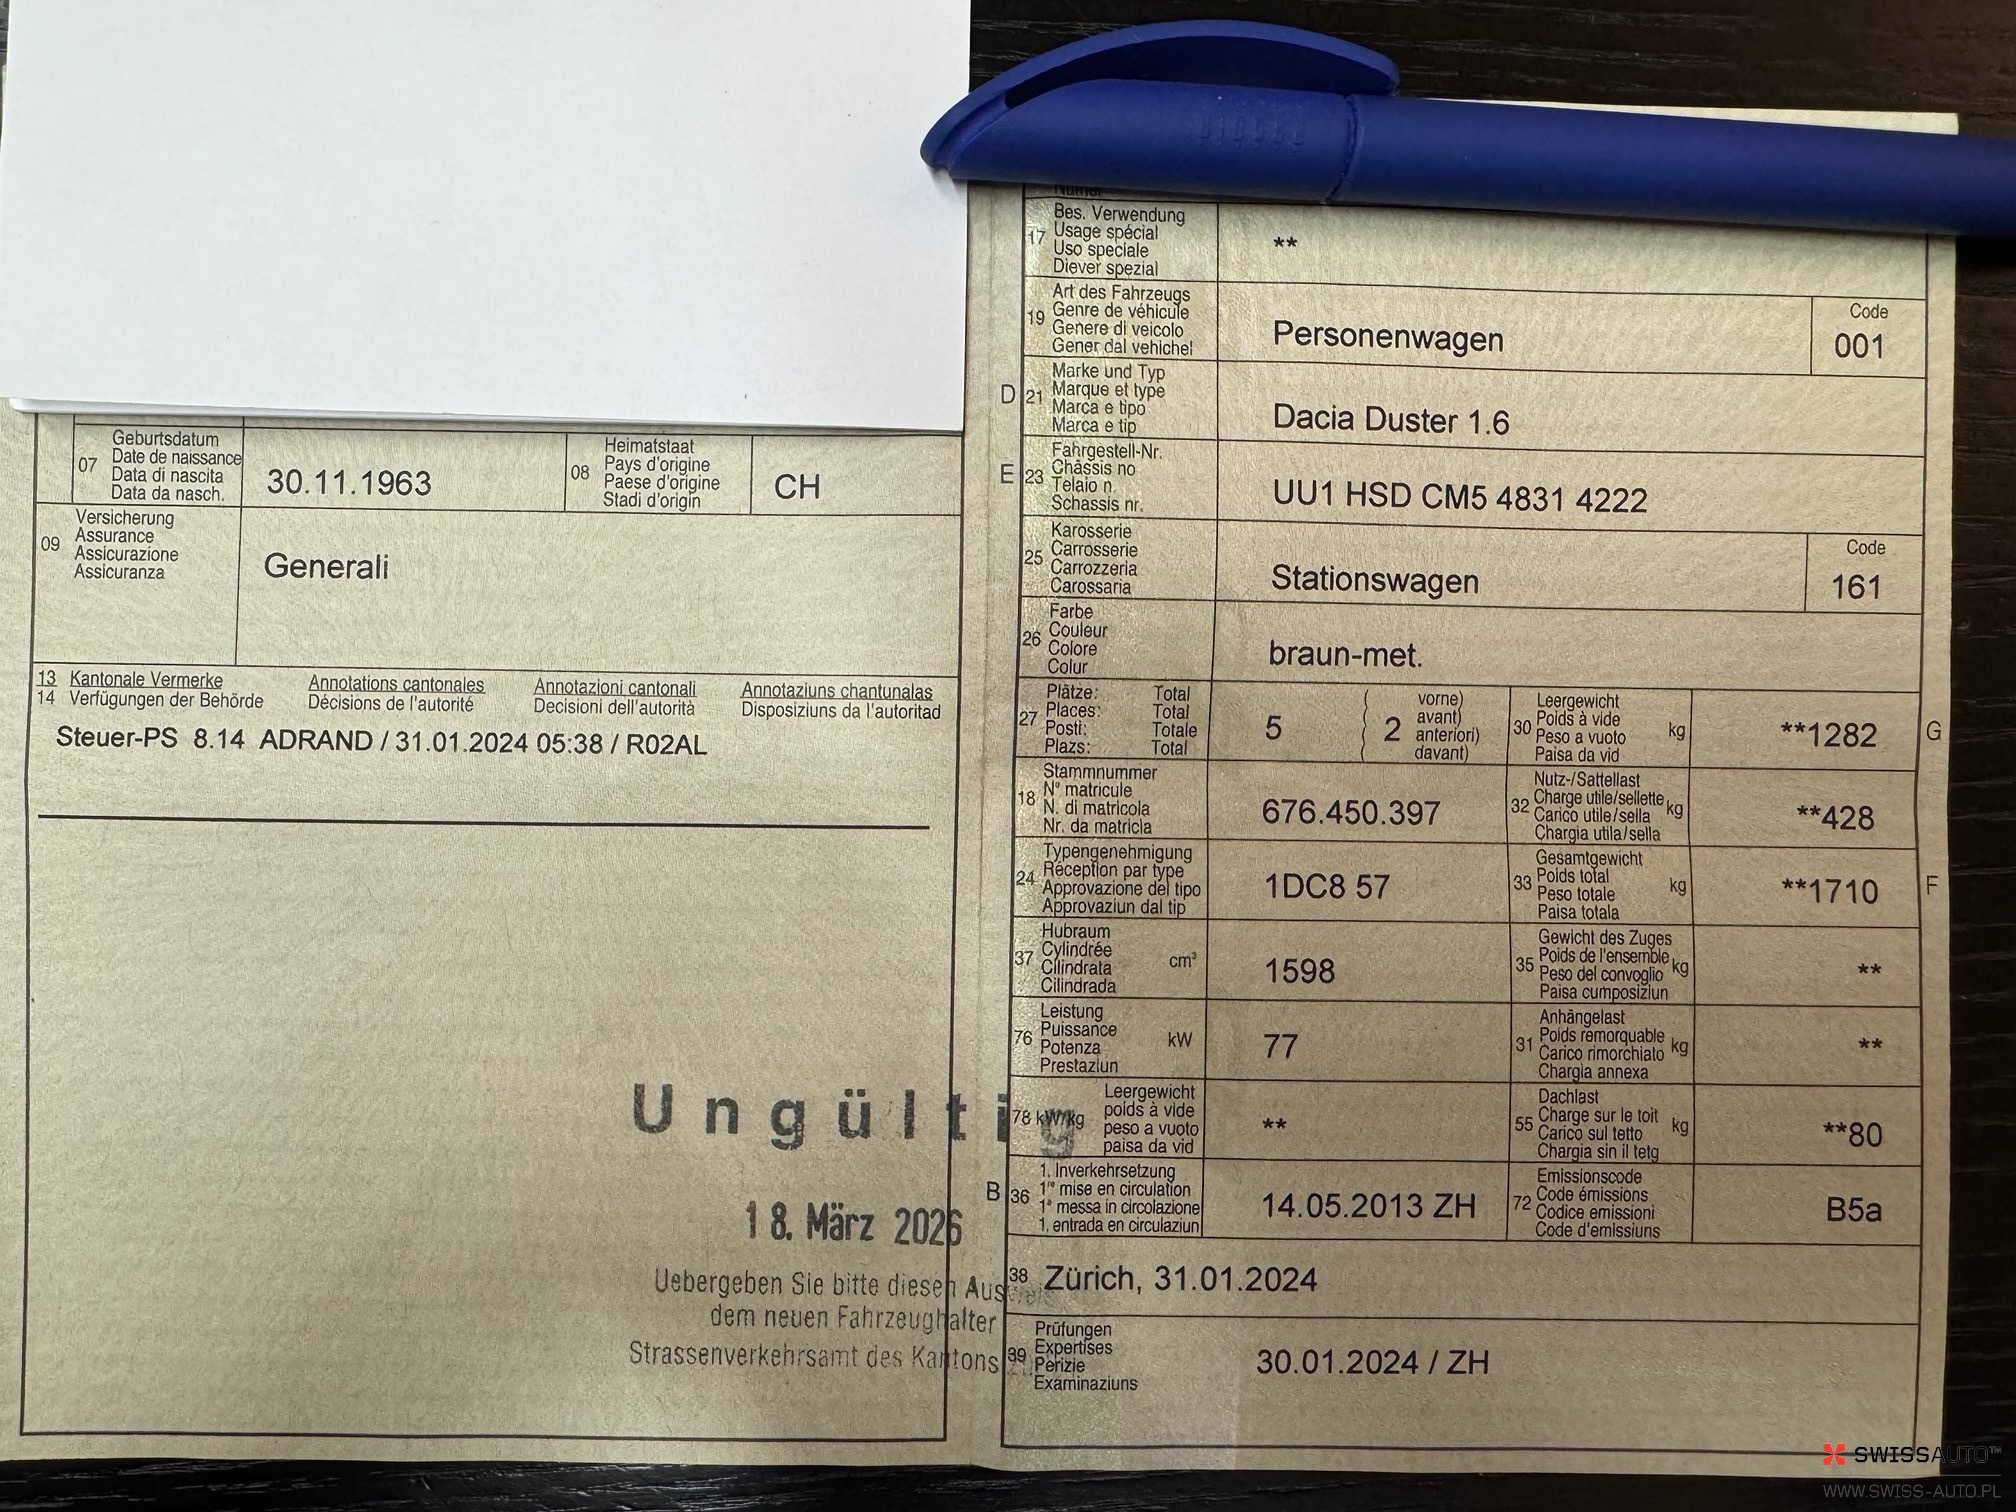 07
Geburtsdatum
Date de naissance
Data di nascita
Data da nasch.
30.11.1963
08
Heimatstaat
Pays d'origine
Paese d'origine
Stadi d'origin
CH
09
Versicherung
Assurance
Assicurazione
Assicuranza
Generali
13 Kantonale Vermerke Annotations cantonales Annotazioni cantonali Annotaziuns chantunalas
14 Verfügungen der Behörde Décisions de l'autorité Decisioni dell'autorità Disposiziuns da l'autoritad
Steuer-PS 8.14 ADRAND / 31.01.2024 05:38 / R02AL
Ungültig
18. März 2026
Uebergeben Sie bitte diesen Ausweis
dem neuen Fahrzeughalter
Strassenverkehrsamt des Kantons
Numer
17
Bes. Verwendung
Usage spécial
Uso speciale
Diever spezial
**
19
Art des Fahrzeugs
Genre de véhicule
Genere di veicolo
Gener dal vehichel
Personenwagen
Code
001
D
21
Marke und Typ
Marque et type
Marca e tipo
Marca e tip
Dacia Duster 1.6
E
23
Fahrgestell-Nr.
Châssis no
Telaio n.
Schassis nr.
UU1 HSD CM5 4831 4222
25
Karosserie
Carrosserie
Carrozzeria
Carossaria
Stationswagen
Code
161
26
Farbe
Couleur
Colore
Colur
braun-met.
27
Plätze: Total
Places: Total
Posti: Totale
Plazs: Total
5
( 2
vorne)
avant)
anteriori)
davant)
30
Leergewicht
Poids à vide
Peso a vuoto
Paisa da vid
kg
**1282
G
18
Stammnummer
N° matricule
N. di matricola
Nr. da matricla
676.450.397
32
Nutz-/Sattellast
Charge utile/sellette
Carico utile/sella
Chargia utila/sella
kg
**428
24
Typengenehmigung
Réception par type
Approvazione del tipo
Approvaziun dal tip
1DC8 57
33
Gesamtgewicht
Poids total
Peso totale
Paisa totala
kg
**1710
F
37
Hubraum
Cylindrée
Cilindrata
Cilindrada
cm³
1598
35
Gewicht des Zuges
Poids de l'ensemble
Peso del convoglio
Paisa cumposiziun
kg
**
76
Leistung
Puissance
Potenza
Prestaziun
kW
77
31
Anhängelast
Poids remorquable
Carico rimorchiato
Chargia annexa
kg
**
78 kW/kg
Leergewicht
poids à vide
peso a vuoto
paisa da vid
**
55
Dachlast
Charge sur le toit
Carico sul tetto
Chargia sin il tetg
kg
**80
B
36
1. Inverkehrsetzung
1re mise en circulation
1a messa in circolazione
1. entrada en circulaziun
14.05.2013 ZH
72
Emissionscode
Code émissions
Codice emissioni
Code d'emissiuns
B5a
38 Zürich, 31.01.2024
39
Prüfungen
Expertises
Perizie
Examinaziuns
30.01.2024 / ZH
SWISSAUTO™
WWW.SWISS-AUTO.PL